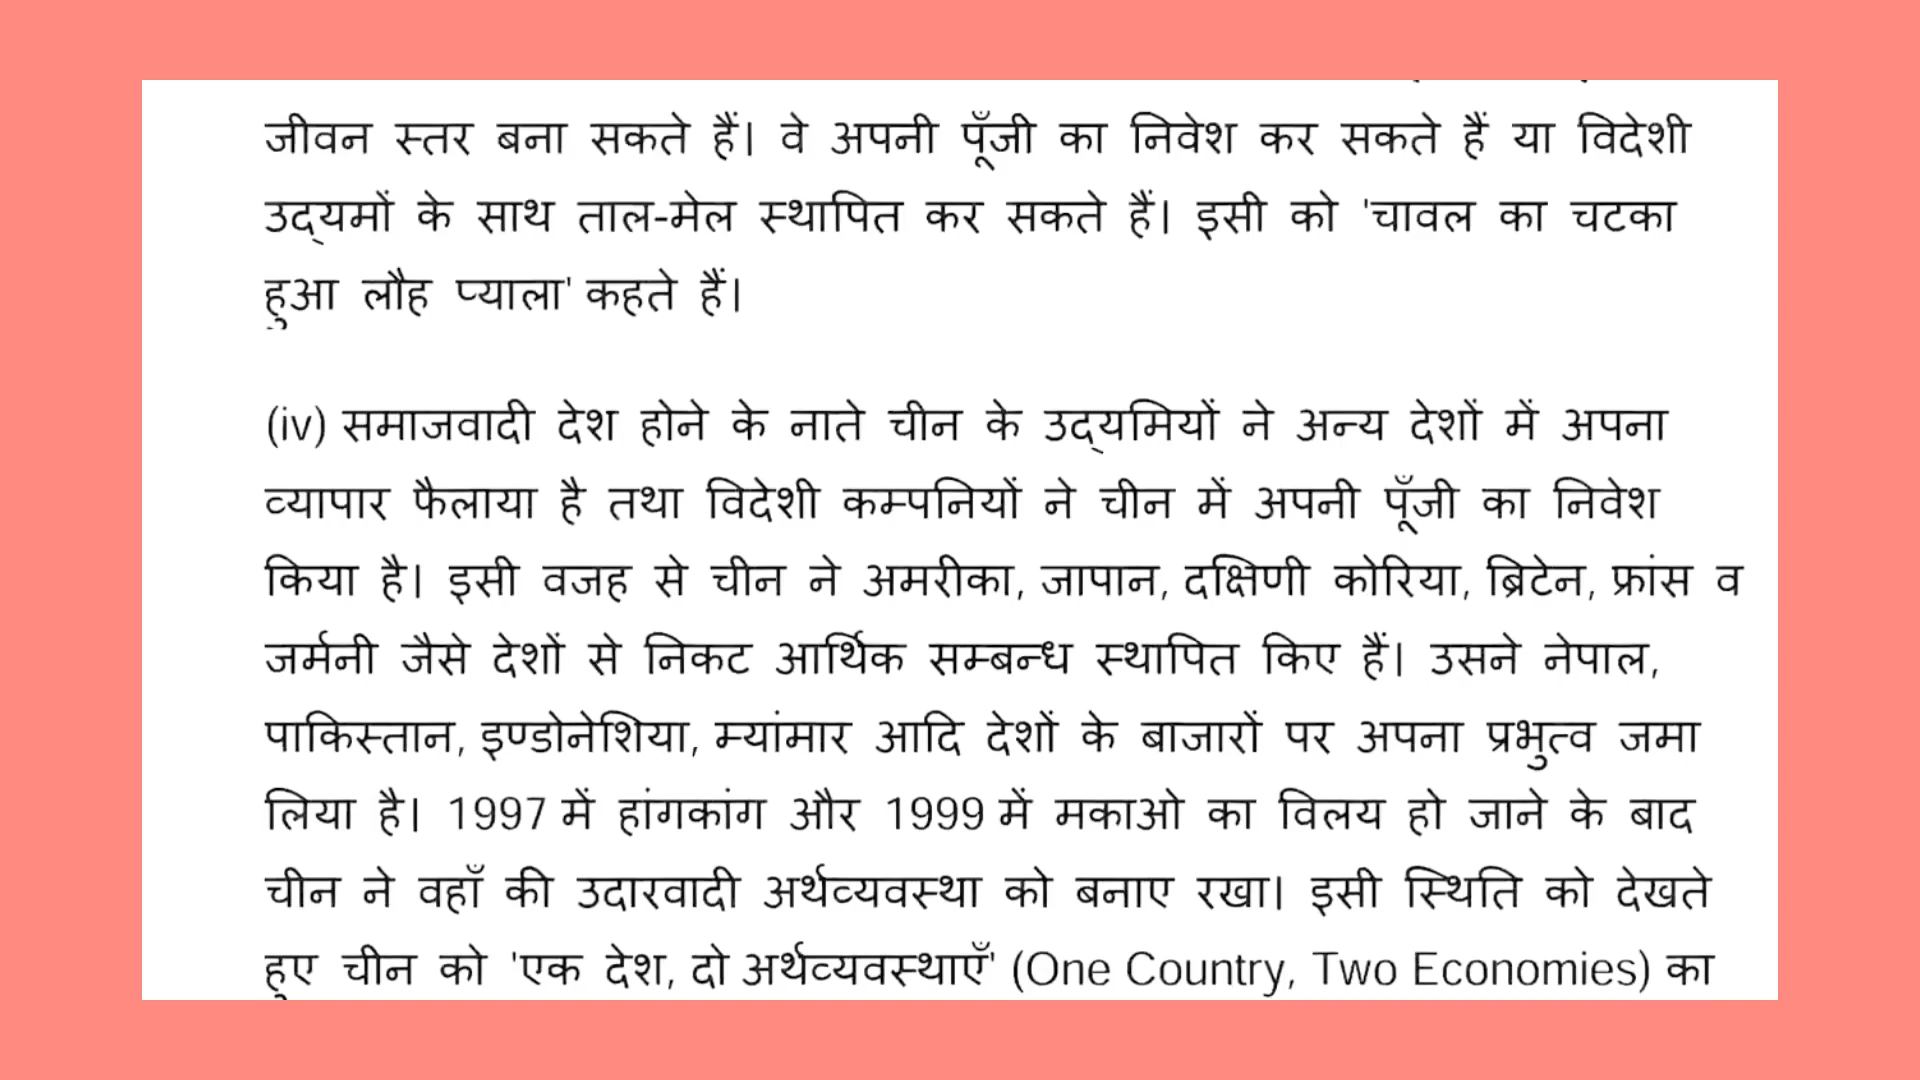 जीवन स्तर बना सकते हैं। वे अपनी पूँजी का निवेश कर सकते हैं या विदेशी
उद्यमों के साथ ताल-मेल स्थापित कर सकते हैं। इसी को 'चावल का चटका
हुआ लौह प्याला' कहते हैं।
(iv) समाजवादी देश होने के नाते चीन के उद्यमियों ने अन्य देशों में अपना
व्यापार फैलाया है तथा विदेशी कम्पनियों ने चीन में अपनी पूँजी का निवेश
किया है। इसी वजह से चीन ने अमरीका, जापान, दक्षिणी कोरिया, ब्रिटेन, फ्रांस व
जर्मनी जैसे देशों से निकट आर्थिक सम्बन्ध स्थापित किए हैं। उसने नेपाल,
पाकिस्तान, इण्डोनेशिया, म्यांमार आदि देशों के बाजारों पर अपना प्रभुत्व जमा
लिया है। 1997 में हांगकांग और 1999 में मकाओ का विलय हो जाने के बाद
चीन ने वहाँ की उदारवादी अर्थव्यवस्था को बनाए रखा। इसी स्थिति को देखते
हुए चीन को 'एक देश, दो अर्थव्यवस्थाएँ' (One Country, Two Economies) का